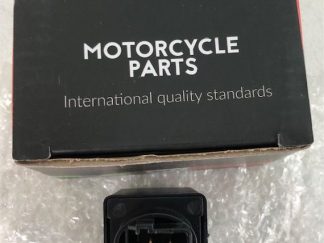 MOTORCYCLE
PARTS
International quality standards